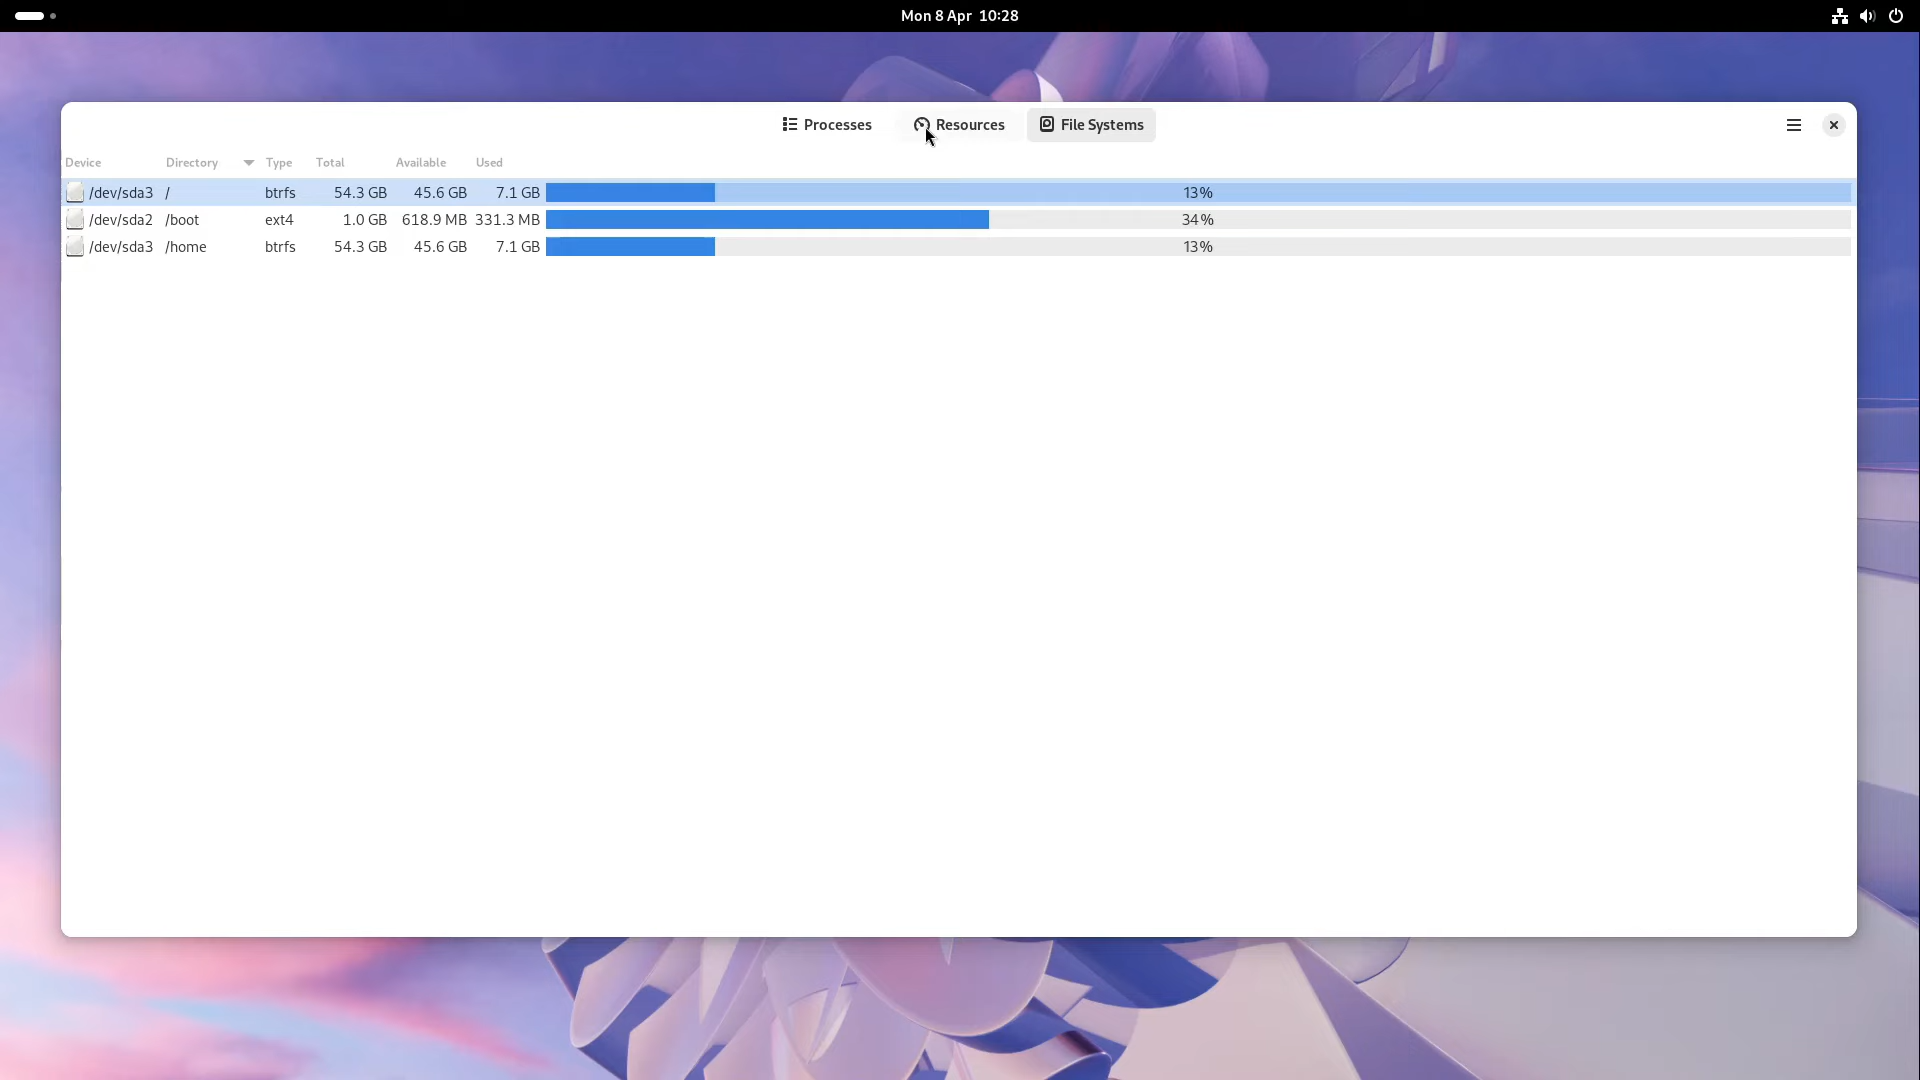 Mon 8 Apr 10:28
Processes Resources File Systems
Device Directory Type Total Available Used
/dev/sda3 / btrfs 54.3 GB 45.6 GB 7.1 GB 13%
/dev/sda2 /boot ext4 1.0 GB 618.9 MB 331.3 MB 34%
/dev/sda3 /home btrfs 54.3 GB 45.6 GB 7.1 GB 13%